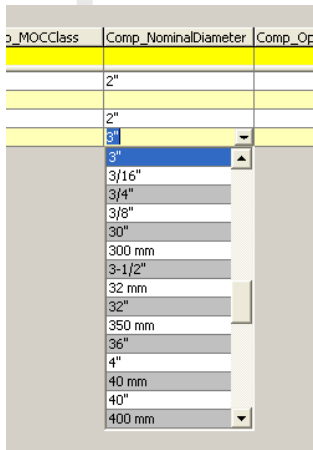 o_MOCClass Comp_NominalDiameter Comp_Op
2"
2"
3"
3"
3/16"
3/4"
3/8"
30"
300 mm
3-1/2"
32 mm
32"
350 mm
36"
4"
40 mm
40"
400 mm